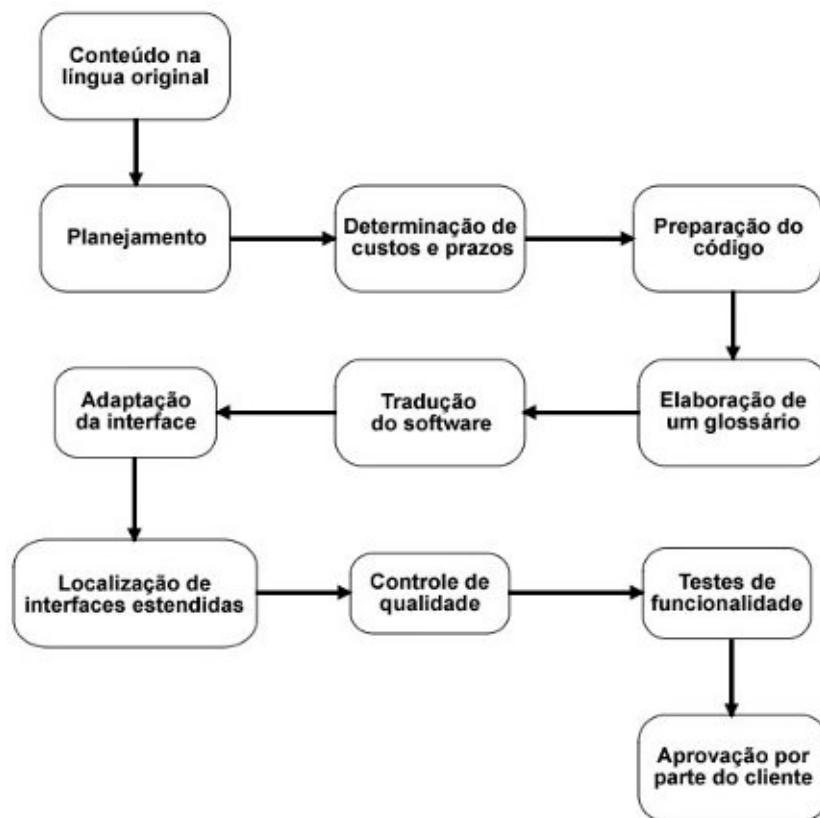 Conteúdo na
língua original
Planejamento
Determinação de
custos e prazos
Preparação do
código
Elaboração de
um glossário
Tradução
do software
Adaptação
da interface
Localização de
interfaces estendidas
Controle de
qualidade
Testes de
funcionalidade
Aprovação por
parte do cliente